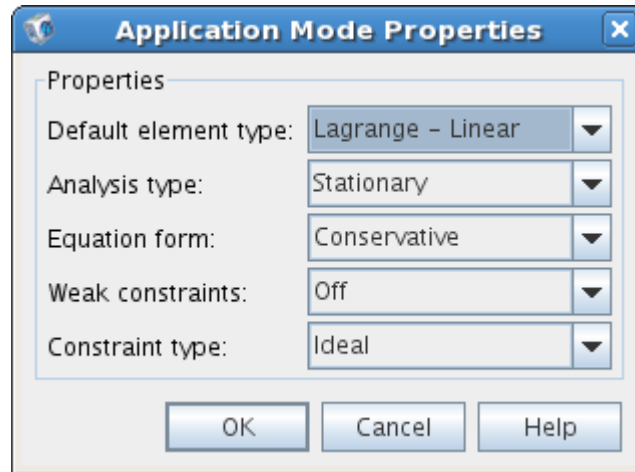 Application Mode Properties
Properties
Default element type: Lagrange – Linear
Analysis type: Stationary
Equation form: Conservative
Weak constraints: Off
Constraint type: Ideal
OK Cancel Help